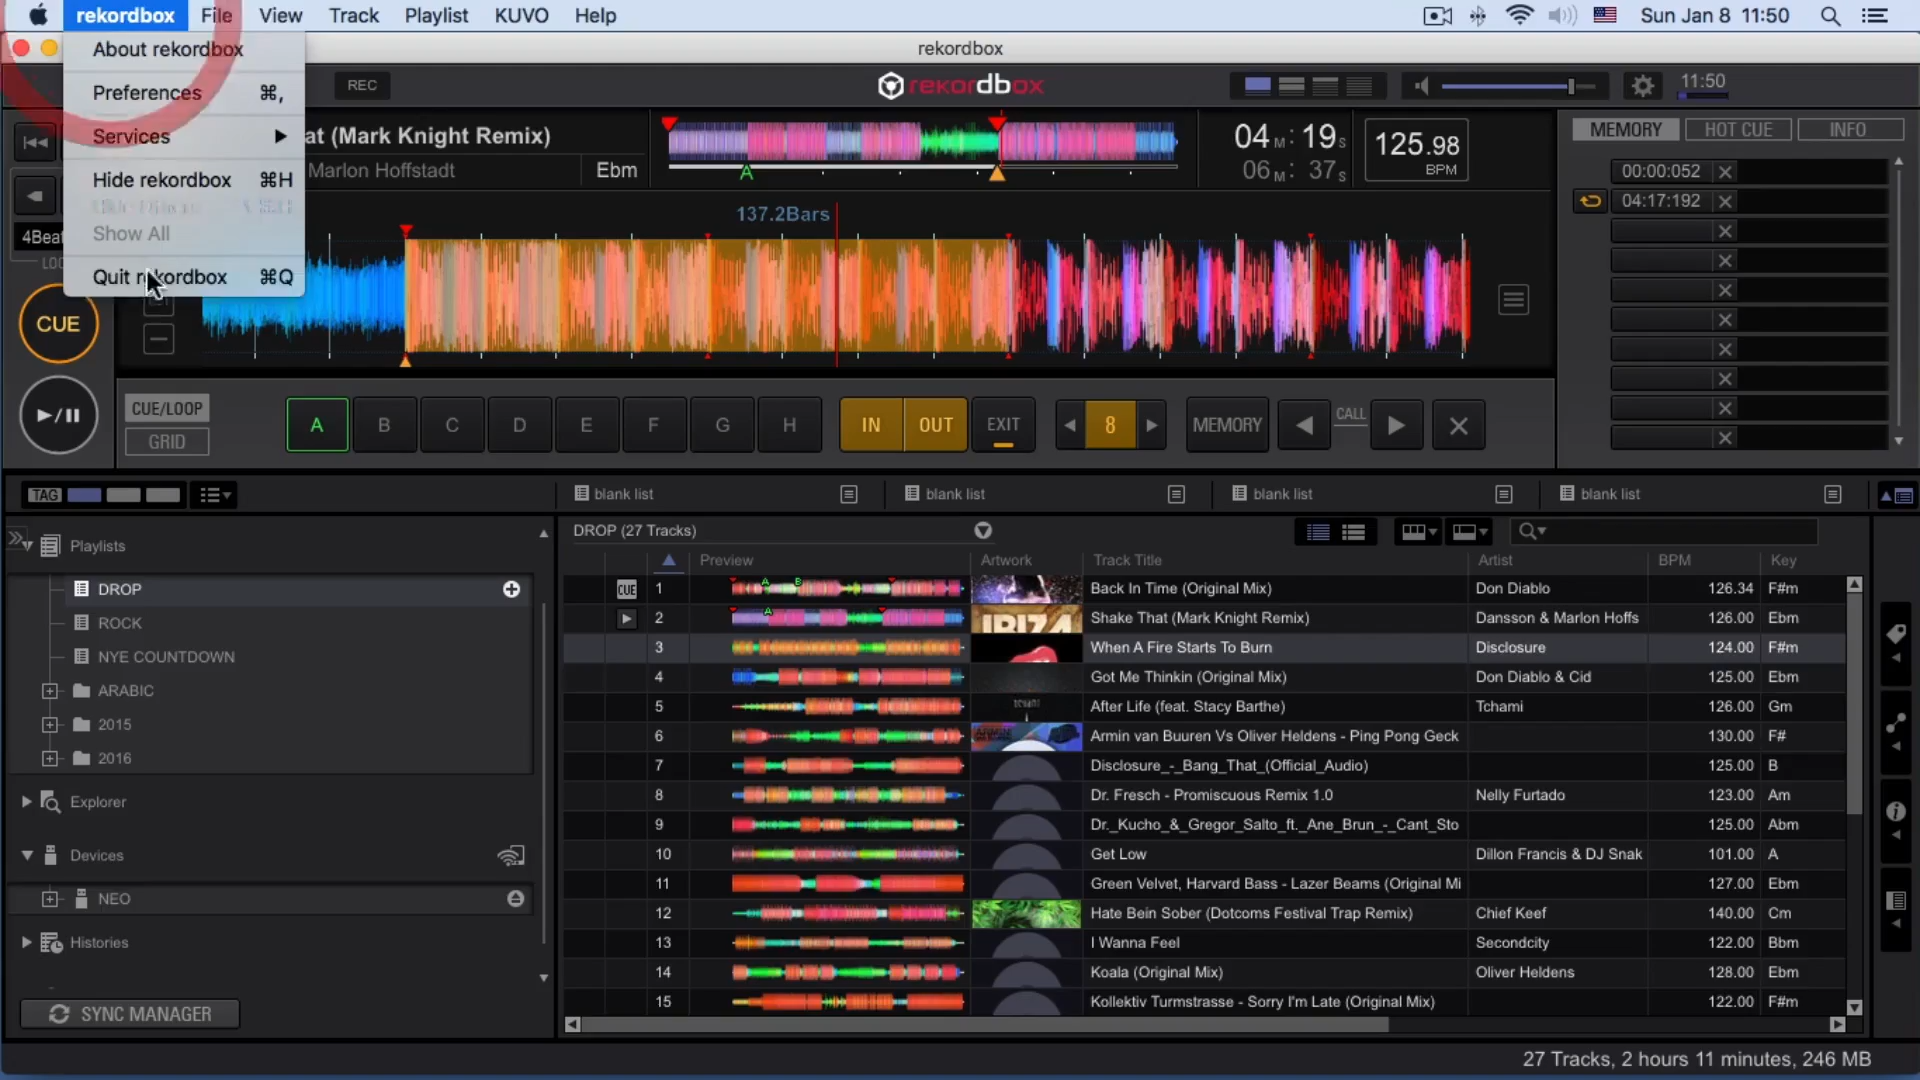 rekordbox File View Track Playlist KUVO Help Sun Jan 8 11:50
About rekordbox
rekordbox
Preferences ⌘,
REC
rekordbox
11:50
Services
at (Mark Knight Remix)
04 M: 19 S
125.98
BPM
MEMORY HOT CUE INFO
Marlon Hoffstadt
Ebm
A
06 M: 37 S
00:00:052
Hide rekordbox ⌘H
04:17:192
Show All
137.2Bars
4Beat
Quit rekordbox ⌘Q
CUE
CUE/LOOP
GRID
A B C D E F G H IN OUT EXIT 8 MEMORY CALL
TAG
blank list blank list blank list blank list
DROP (27 Tracks)
Playlists
DROP
ROCK
NYE COUNTDOWN
ARABIC
2015
2016
Explorer
Devices
NEO
Histories
SYNC MANAGER
Preview Artwork Track Title Artist BPM Key
CUE 1 A B Back In Time (Original Mix) Don Diablo 126.34 F#m
2 A IBIZA Shake That (Mark Knight Remix) Dansson & Marlon Hoffs 126.00 Ebm
3 When A Fire Starts To Burn Disclosure 124.00 F#m
4 Got Me Thinkin (Original Mix) Don Diablo & Cid 125.00 Ebm
5 After Life (feat. Stacy Barthe) Tchami 126.00 Gm
6 Armin van Buuren Vs Oliver Heldens - Ping Pong Geck 130.00 F#
7 Disclosure_-_Bang_That_(Official_Audio) 125.00 B
8 Dr. Fresch - Promiscuous Remix 1.0 Nelly Furtado 123.00 Am
9 Dr._Kucho_&_Gregor_Salto_ft._Ane_Brun_-_Cant_Sto 125.00 Abm
10 Get Low Dillon Francis & DJ Snak 101.00 A
11 Green Velvet, Harvard Bass - Lazer Beams (Original Mi 127.00 Ebm
12 Hate Bein Sober (Dotcoms Festival Trap Remix) Chief Keef 140.00 Cm
13 I Wanna Feel Secondcity 122.00 Bbm
14 Koala (Original Mix) Oliver Heldens 128.00 Ebm
15 Kollektiv Turmstrasse - Sorry I'm Late (Original Mix) 122.00 F#m
27 Tracks, 2 hours 11 minutes, 246 MB